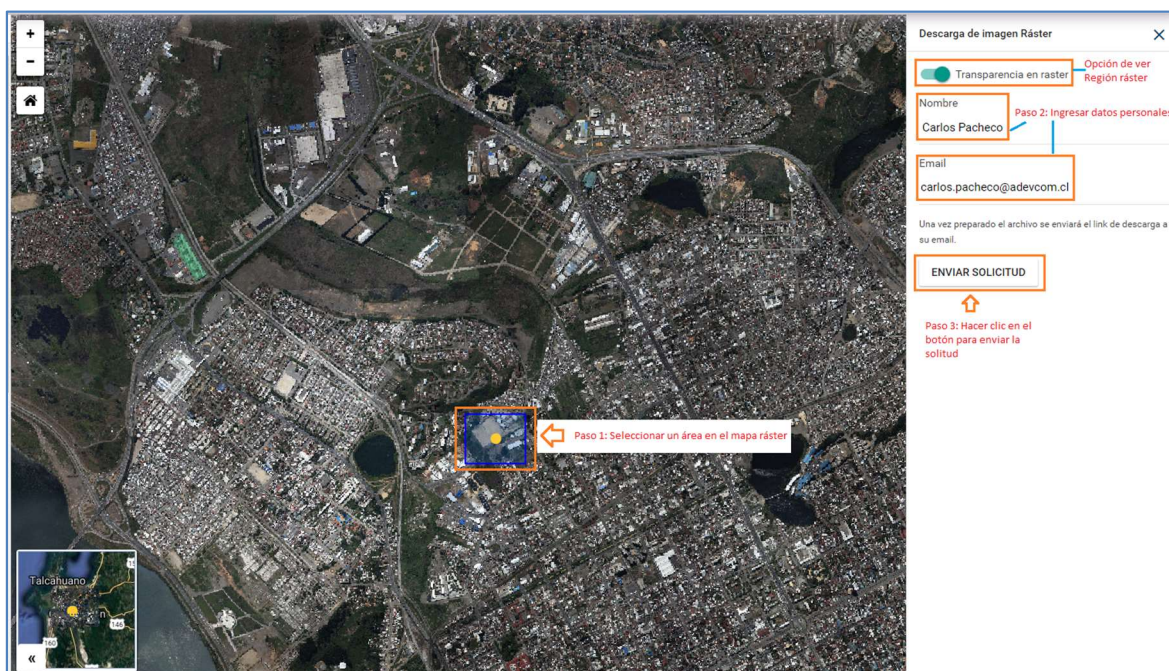 +
−
Descarga de imagen Ráster
Transparencia en raster
Opción de ver
Región ráster
Nombre
Carlos Pacheco
Paso 2: Ingresar datos personales
Email
carlos.pacheco@adevcom.cl
Una vez preparado el archivo se enviará el link de descarga a
su email.
ENVIAR SOLICITUD
Paso 3: Hacer clic en el
botón para enviar la
solitud
Paso 1: Seleccionar un área en el mapa ráster
Talcahuano
146
160
«